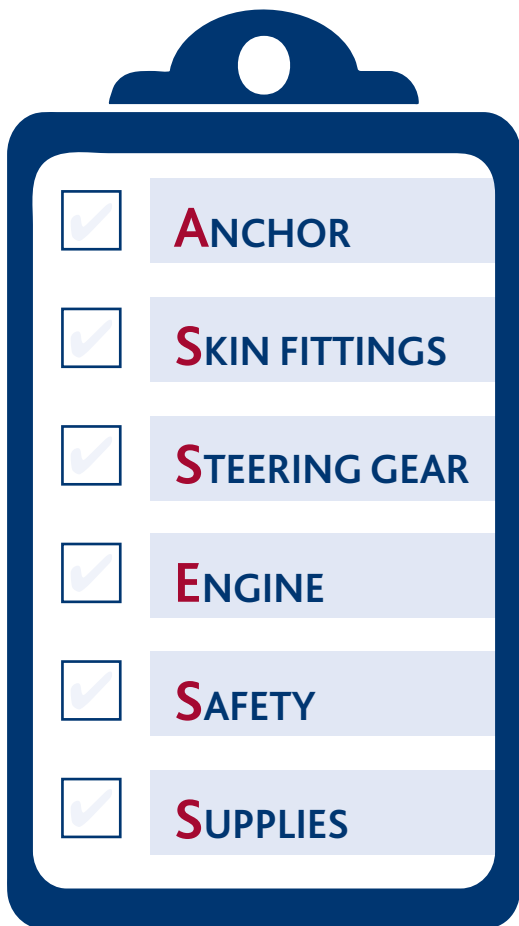 ANCHOR
SKIN FITTINGS
STEERING GEAR
ENGINE
SAFETY
SUPPLIES